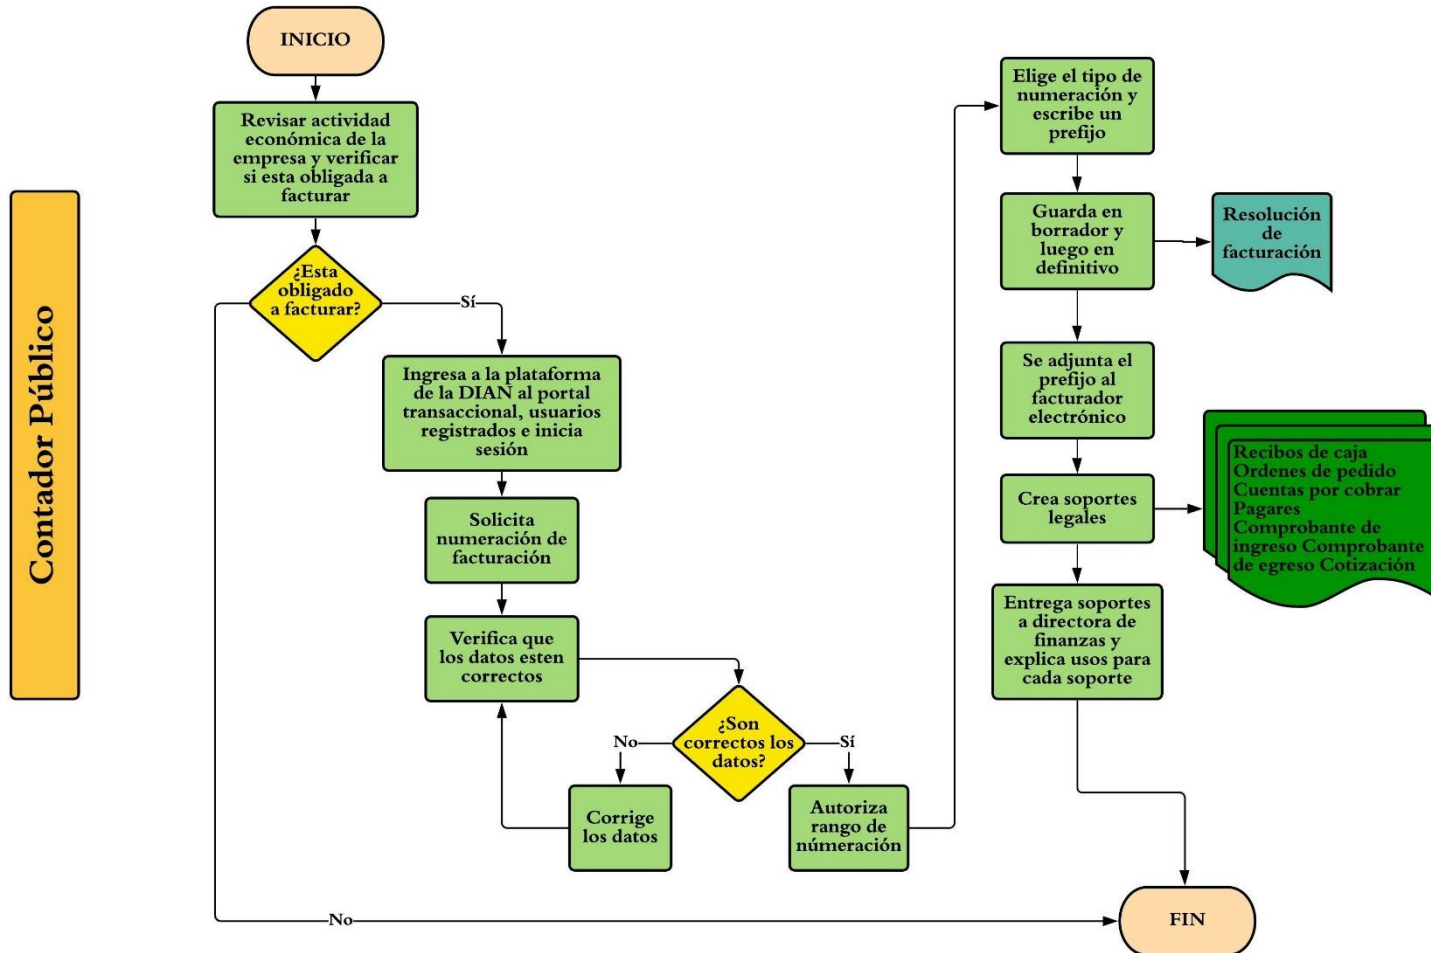 Contador Público
INICIO
Revisar actividad
económica de la
empresa y verificar
si esta obligada a
facturar
¿Esta
obligado
a facturar?
Sí
No
Ingresa a la plataforma
de la DIAN al portal
transaccional, usuarios
registrados e inicia
sesión
Solicita
numeración de
facturación
Verifica que
los datos esten
correctos
¿Son
correctos los
datos?
No
Sí
Corrige
los datos
Autoriza
rango de
númeración
Elige el tipo de
numeración y
escribe un
prefijo
Guarda en
borrador y
luego en
definitivo
Resolución
de
facturación
Se adjunta el
prefijo al
facturador
electrónico
Crea soportes
legales
Recibos de caja
Ordenes de pedido
Cuentas por cobrar
Pagares
Comprobante de
ingreso Comprobante
de egreso Cotización
Entrega soportes
a directora de
finanzas y
explica usos para
cada soporte
FIN